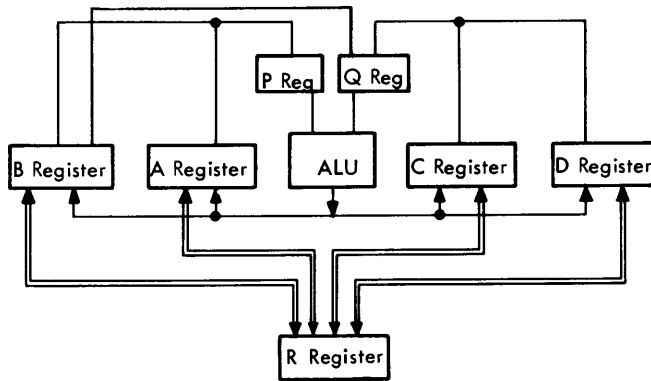 P Reg
Q Reg
B Register
A Register
ALU
C Register
D Register
R Register